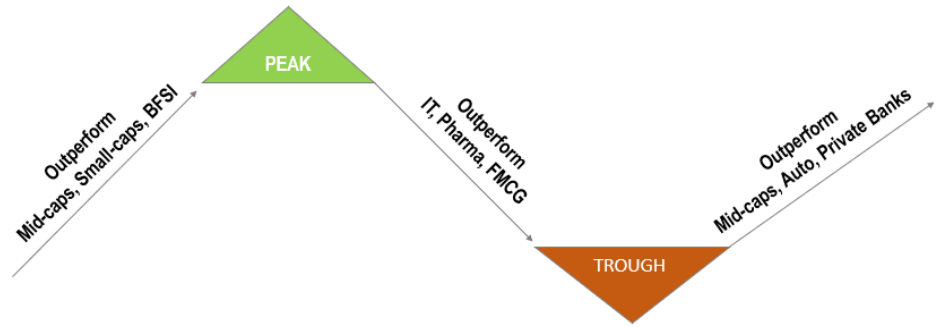 Outperform
Mid-caps, Small-caps, BFSI
PEAK
Outperform
IT, Pharma, FMCG
TROUGH
Outperform
Mid-caps, Auto, Private Banks